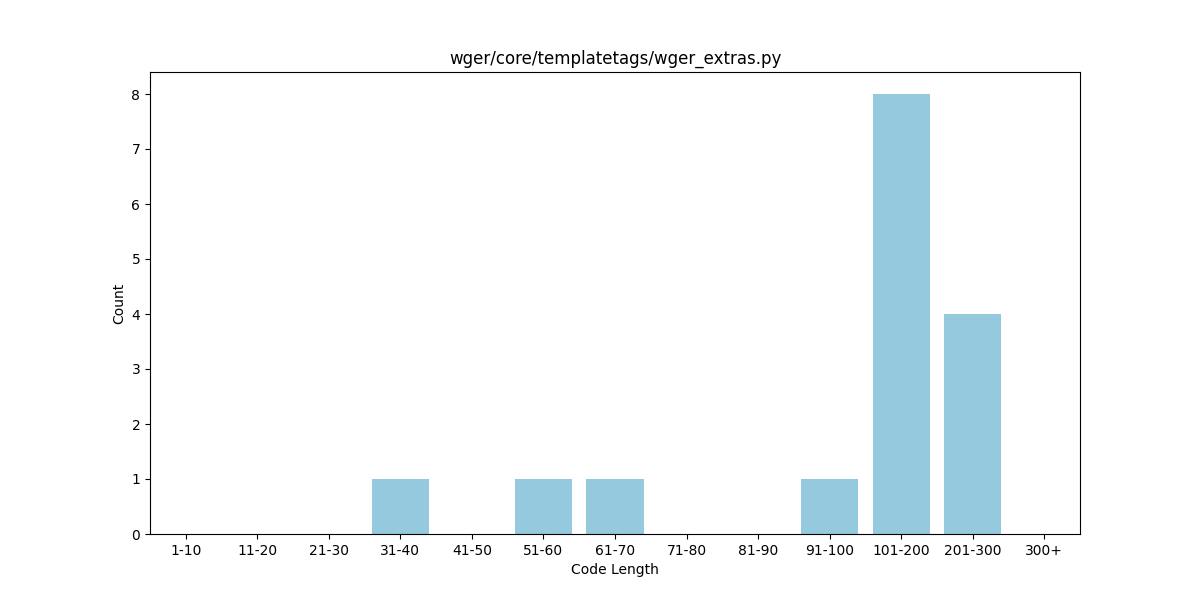 wger/core/templatetags/wger_extras.py
8
7
6
5
4
3
2
1
0
Count
1-10 11-20 21-30 31-40 41-50 51-60 61-70 71-80 81-90 91-100 101-200 201-300 300+
Code Length